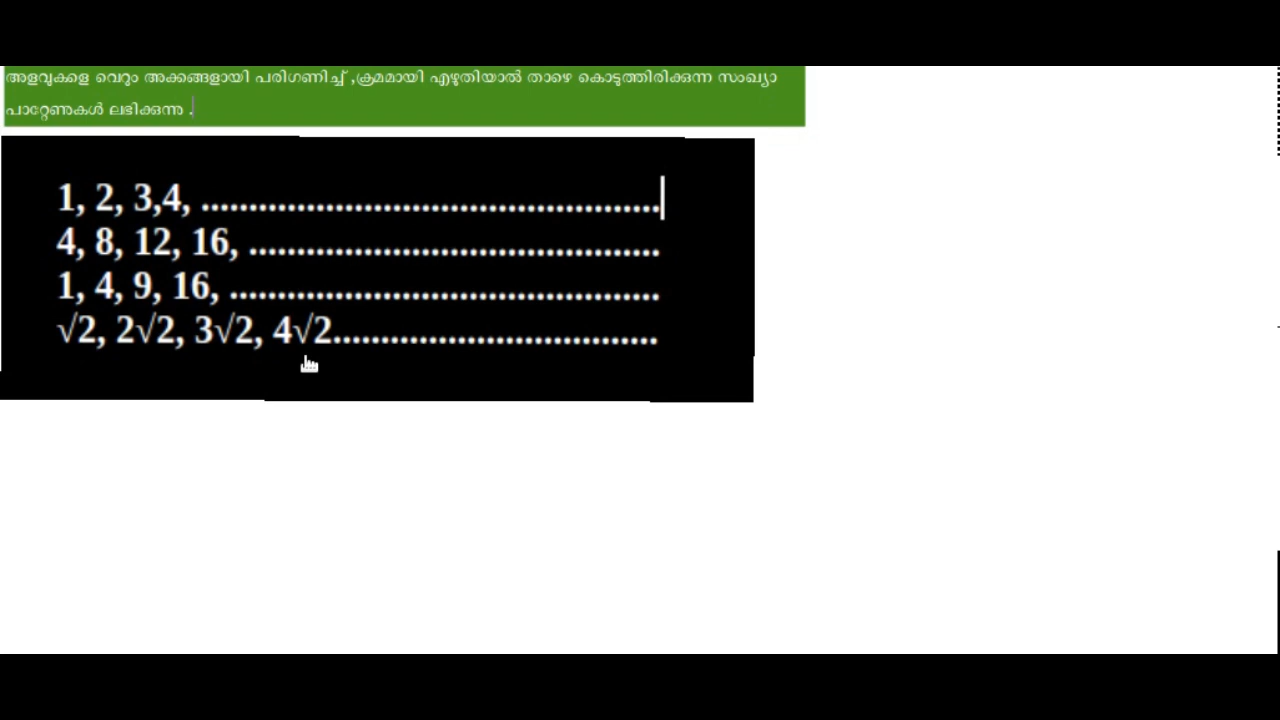 അളവുകളെ വെറും അക്കങ്ങളായി പരിഗണിച്ച് ,ക്രമമായി എഴുതിയാൽ താഴെ കൊടുത്തിരിക്കുന്ന സംഖ്യാ
പാറ്റേണുകൾ ലഭിക്കുന്നു .
1, 2, 3,4, ................................................
4, 8, 12, 16, ...........................................
1, 4, 9, 16, .............................................
√2, 2√2, 3√2, 4√2..................................